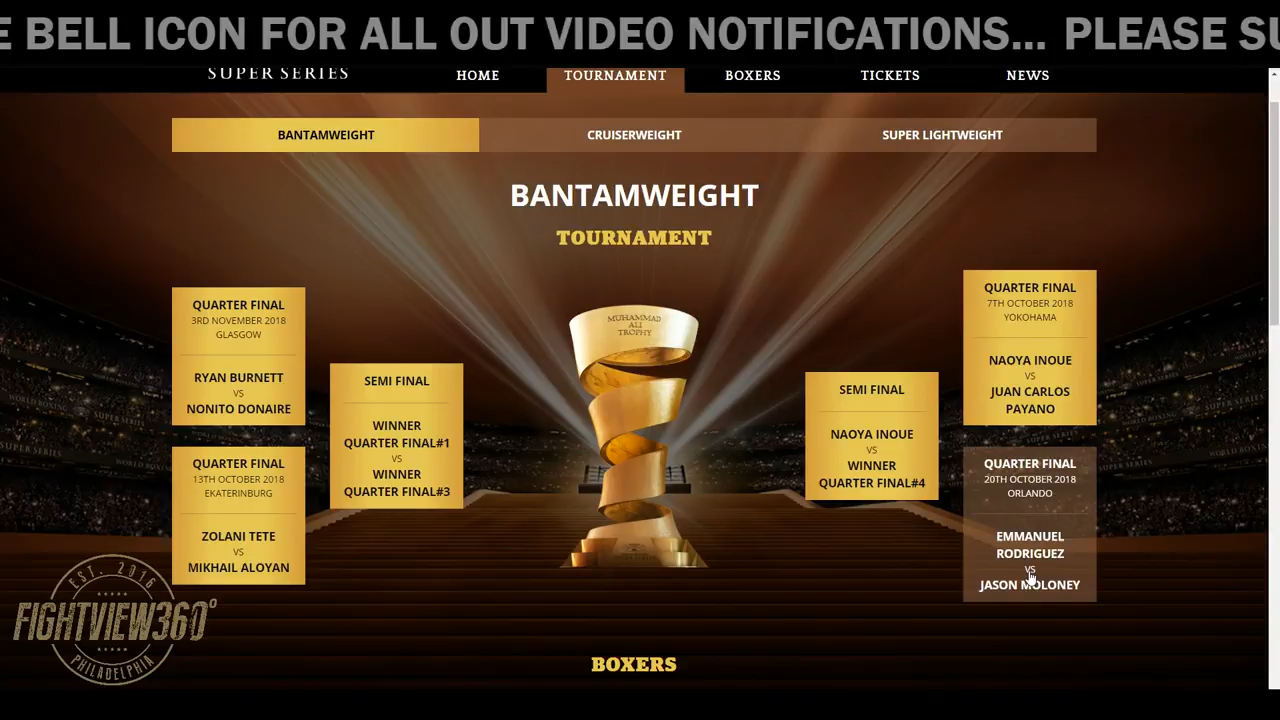 E BELL ICON FOR ALL OUT VIDEO NOTIFICATIONS... PLEASE SU
SUPER SERIES
HOME
TOURNAMENT
BOXERS
TICKETS
NEWS
BANTAMWEIGHT
CRUISERWEIGHT
SUPER LIGHTWEIGHT
BANTAMWEIGHT
TOURNAMENT
QUARTER FINAL
3RD NOVEMBER 2018
GLASGOW
RYAN BURNETT
VS
NONITO DONAIRE
QUARTER FINAL
13TH OCTOBER 2018
EKATERINBURG
ZOLANI TETE
VS
MIKHAIL ALOYAN
SEMI FINAL
WINNER
QUARTER FINAL#1
VS
WINNER
QUARTER FINAL#3
MUHAMMAD
ALI
TROPHY
SEMI FINAL
NAOYA INOUE
VS
WINNER
QUARTER FINAL#4
QUARTER FINAL
7TH OCTOBER 2018
YOKOHAMA
NAOYA INOUE
VS
JUAN CARLOS
PAYANO
QUARTER FINAL
20TH OCTOBER 2018
ORLANDO
EMMANUEL
RODRIGUEZ
VS
JASON MOLONEY
EST. 2016
FIGHTVIEW360°
PHILADELPHIA
BOXERS